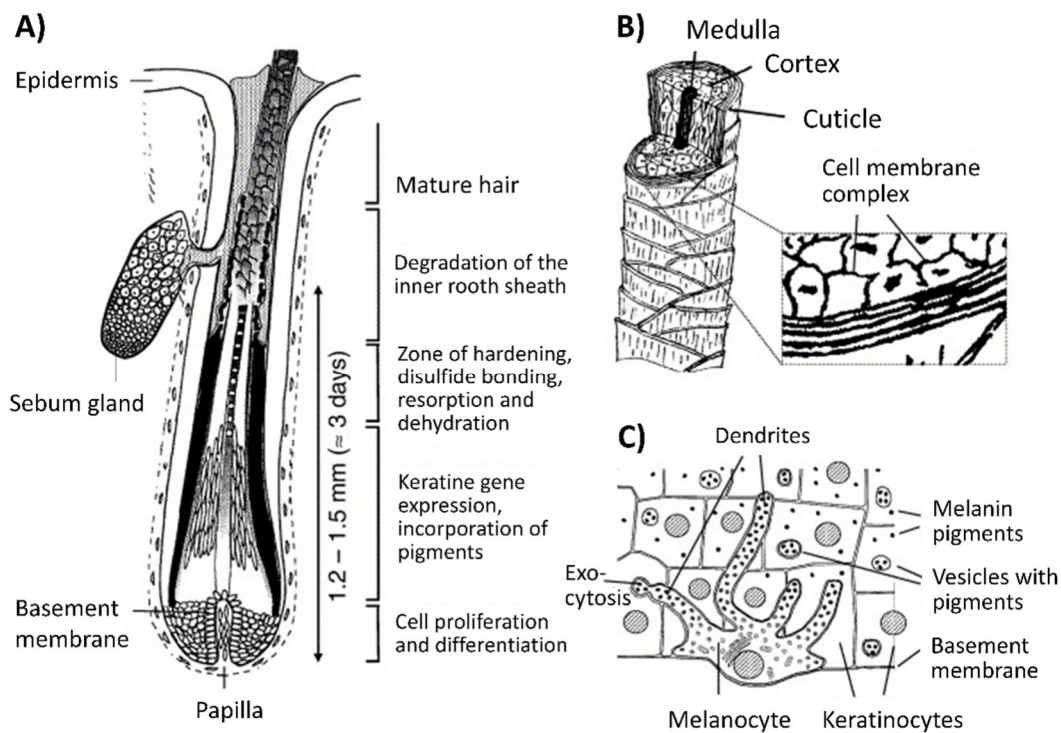 A)
Epidermis
Sebum gland
Basement
membrane
Papilla
1.2 – 1.5 mm (≈ 3 days)
Mature hair
Degradation of the
inner rooth sheath
Zone of hardening,
disulfide bonding,
resorption and
dehydration
Keratine gene
expression,
incorporation of
pigments
Cell proliferation
and differentiation
B)
Medulla
Cortex
Cuticle
Cell membrane
complex
C)
Dendrites
Exo-
cytosis
Melanin
pigments
Vesicles with
pigments
Basement
membrane
Melanocyte
Keratinocytes